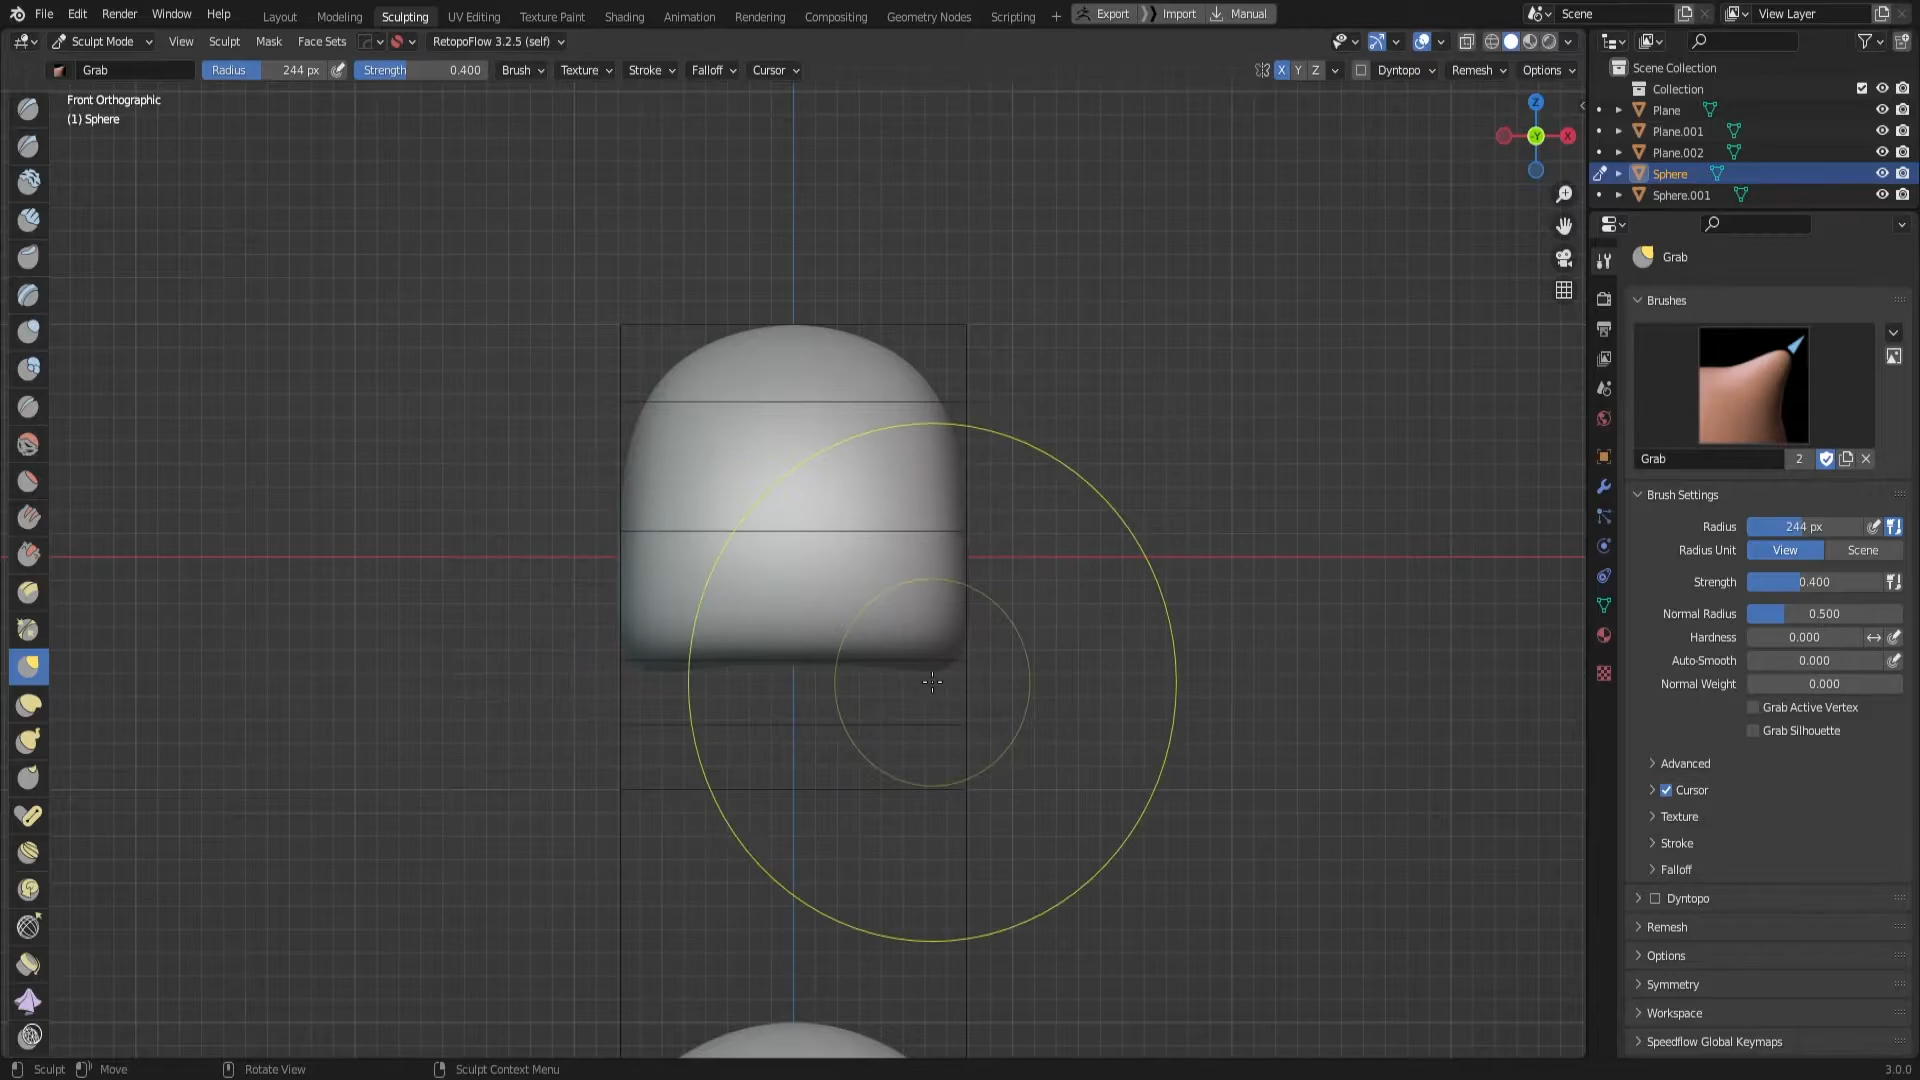 File Edit Render Window Help Layout Modeling Sculpting UV Editing Texture Paint Shading Animation Rendering Compositing Geometry Nodes Scripting + Export Import Manual Scene View Layer
Sculpt Mode View Sculpt Mask Face Sets RetopoFlow 3.2.5 (self)
Grab Radius 244 px Strength 0.400 Brush Texture Stroke Falloff Cursor X Y Z Dyntopo Remesh Options
Front Orthographic
(1) Sphere
Z
-Y
X
Scene Collection
Collection
Plane
Plane.001
Plane.002
Sphere
Sphere.001
Grab
Brushes
Grab 2
Brush Settings
Radius 244 px
Radius Unit View Scene
Strength 0.400
Normal Radius 0.500
Hardness 0.000
Auto-Smooth 0.000
Normal Weight 0.000
Grab Active Vertex
Grab Silhouette
Advanced
Cursor
Texture
Stroke
Falloff
Dyntopo
Remesh
Options
Symmetry
Workspace
Speedflow Global Keymaps
Sculpt Move Rotate View Sculpt Context Menu 3.0.0